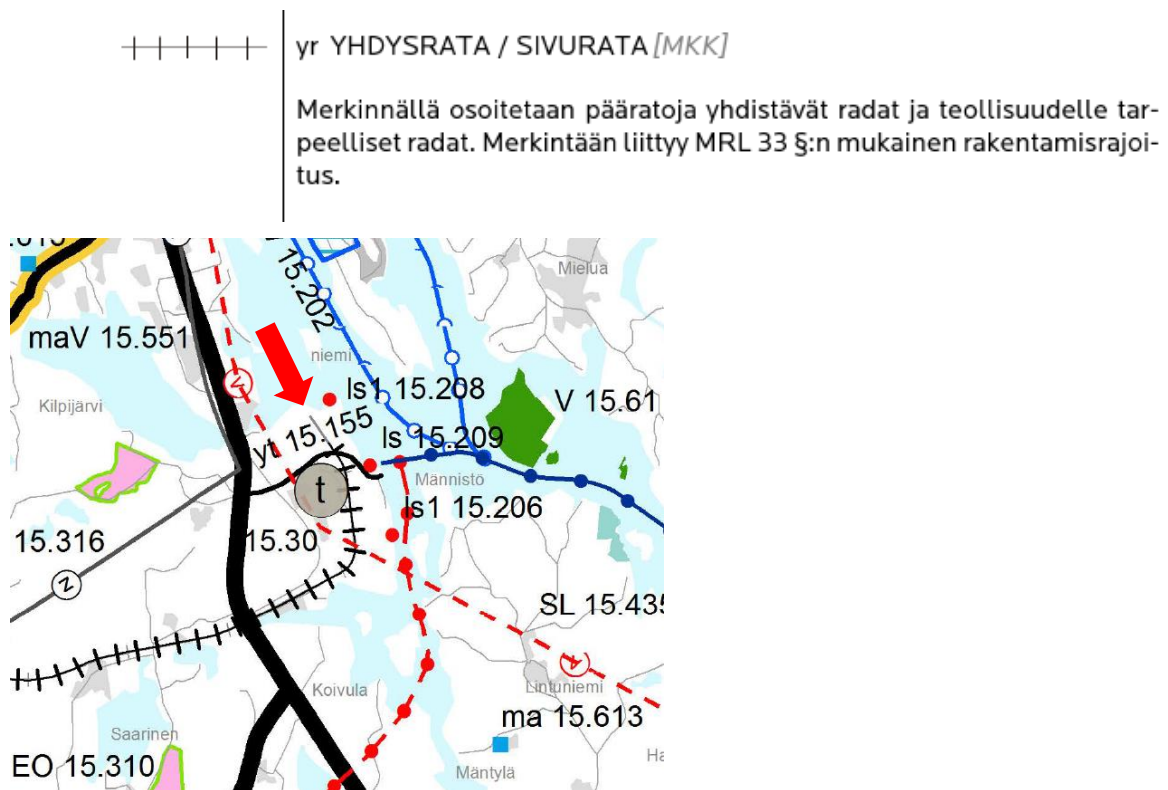 yr YHDYSRATA / SIVURATA [MKK]
Merkinnällä osoitetaan pääratoja yhdistävät radat ja teollisuudelle tar-
peelliset radat. Merkintään liittyy MRL 33 §:n mukainen rakentamisrajoi-
tus.
15.202
Mielua
maV 15.551
niemi
ls1 15.208
V 15.61
Kilpijärvi
yt 15.155
ls 15.209
Männistö
t
ls1 15.206
15.316
15.30
Z
SL 15.435
Koivula
Lintuniemi
ma 15.613
Saarinen
EO 15.310
Mäntylä
Ha